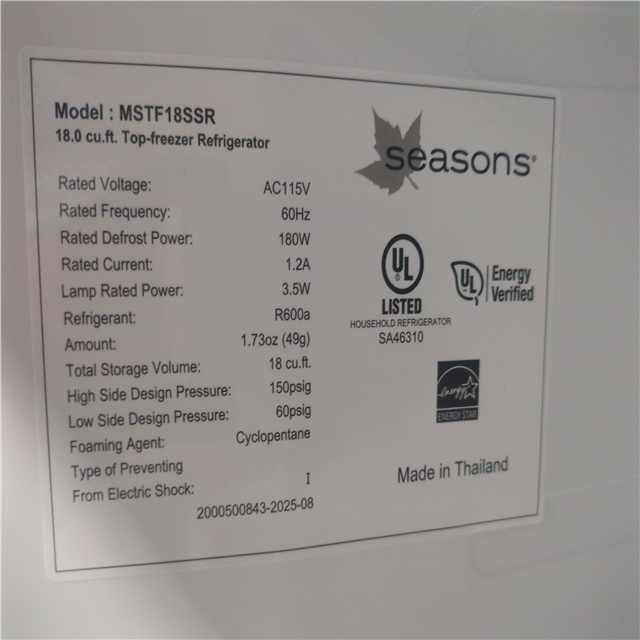 Model : MSTF18SSR
18.0 cu.ft. Top-freezer Refrigerator
seasons®
Rated Voltage: AC115V
Rated Frequency: 60Hz
Rated Defrost Power: 180W
Rated Current: 1.2A
Lamp Rated Power: 3.5W
Refrigerant: R600a
Amount: 1.73oz (49g)
Total Storage Volume: 18 cu.ft.
High Side Design Pressure: 150psig
Low Side Design Pressure: 60psig
Foaming Agent: Cyclopentane
Type of Preventing
From Electric Shock: I
2000500843-2025-08
UL®
LISTED
HOUSEHOLD REFRIGERATOR
SA46310
UL Energy
Verified
energy
ENERGY STAR
Made in Thailand